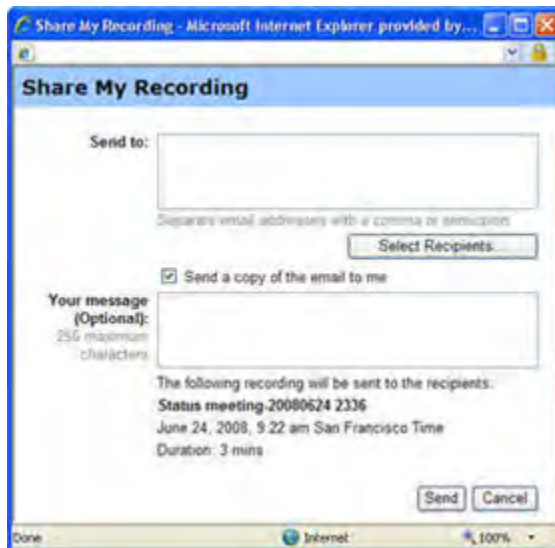 Share My Recording - Microsoft Internet Explorer provided by...
Share My Recording
Send to:
Separate email addresses with a comma or semicolon
Select Recipients...
Send a copy of the email to me
Your message
(Optional):
256 maximum
characters
The following recording will be sent to the recipients.
Status meeting-20080624 2336
June 24, 2008, 9:22 am San Francisco Time
Duration: 3 mins
Send Cancel
Done Internet 100%